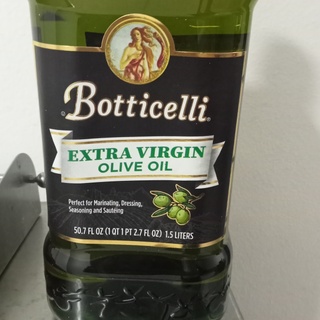 Botticelli®
EXTRA VIRGIN
OLIVE OIL
Perfect for Marinating, Dressing,
Seasoning and Sautéing
50.7 FL OZ (1 QT 1 PT 2.7 FL OZ) 1.5 LITERS